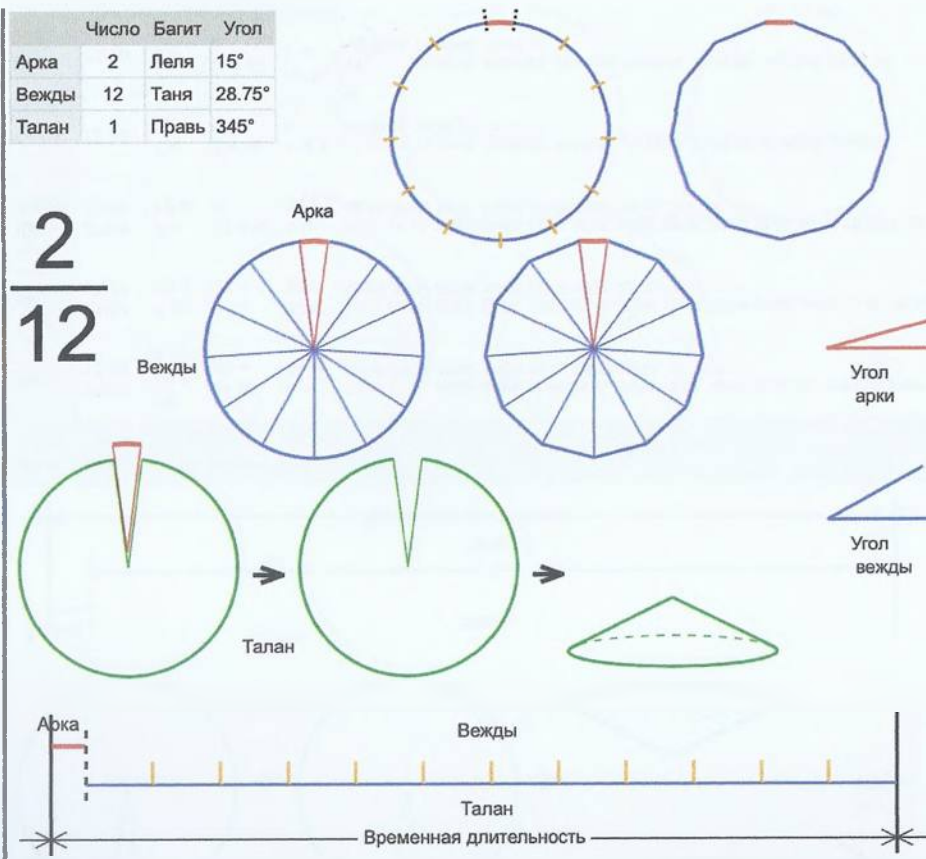 Число Багит Угол
Арка 2 Леля 15°
Вежды 12 Таня 28.75°
Талан 1 Правь 345°
2
12
Арка
Вежды
Угол
арки
Угол
вежды
Талан
Арка
Вежды
Талан
Временная длительность